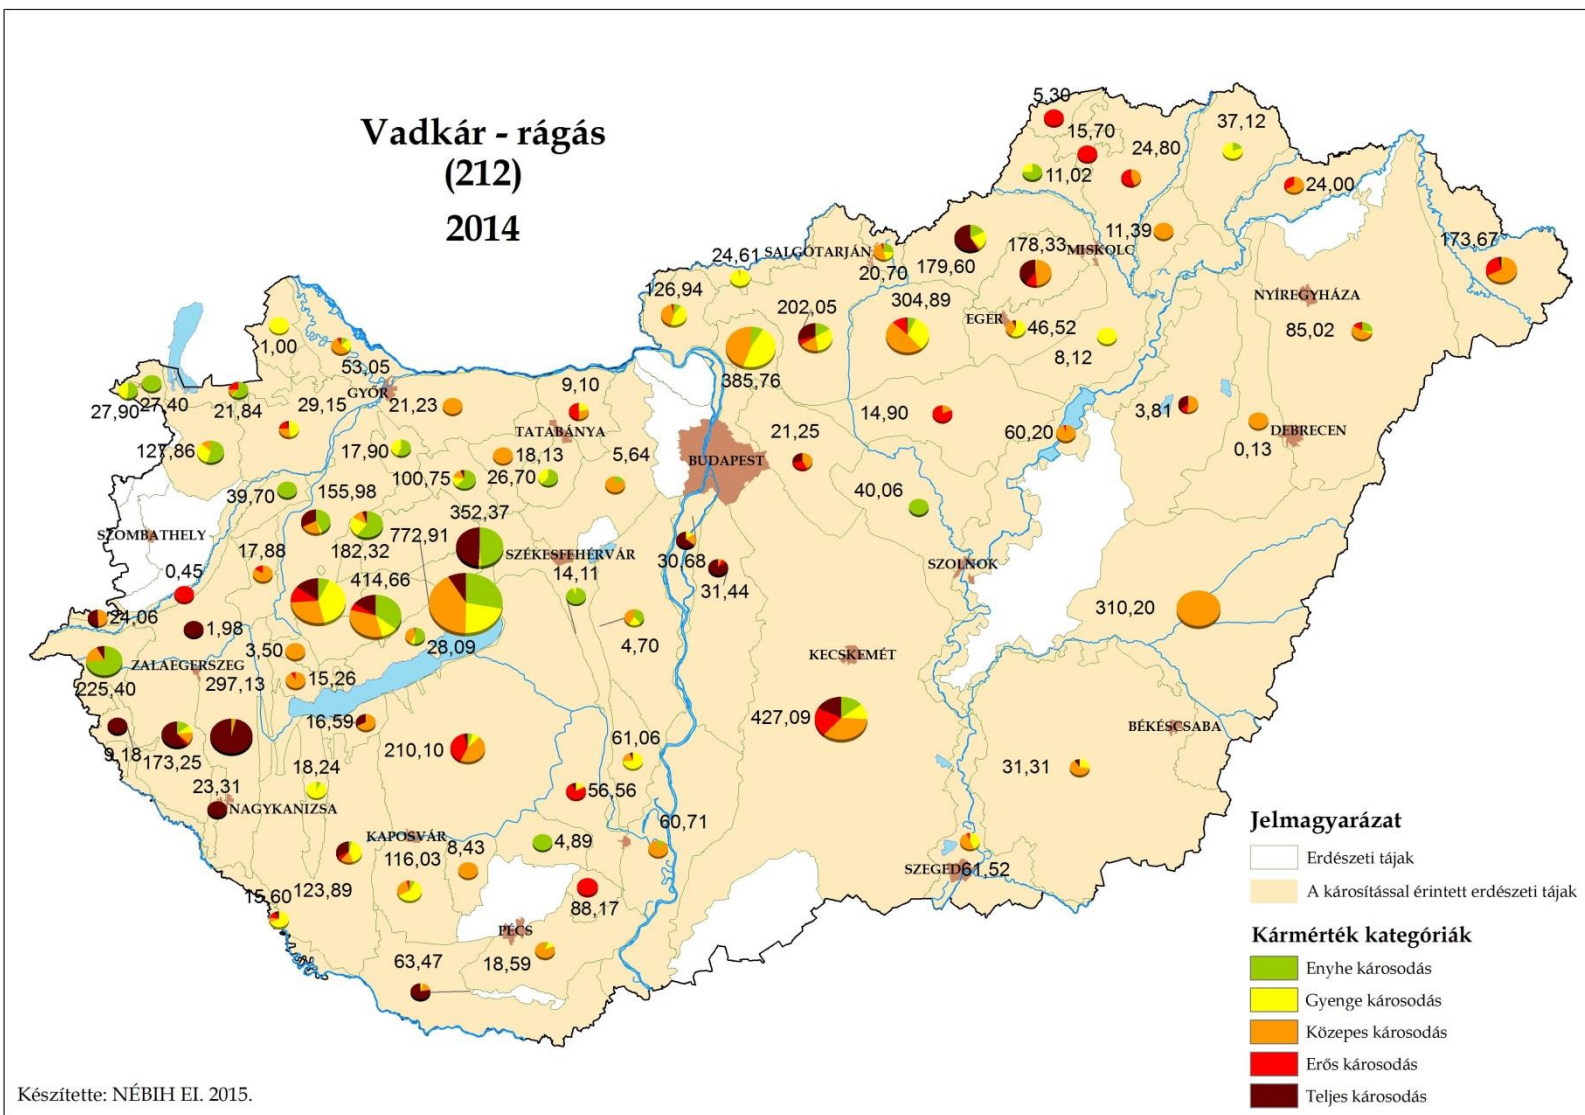 Vadkár - rágás
(212)
2014
5,30
15,70
37,12
24,80
11,02
24,00
11,39
173,67
SALGÓTARJÁN
24,61
20,70
179,60
178,33
MISKOLC
126,94
202,05
304,89
EGER
46,52
NYÍREGYHÁZA
85,02
1,00
53,05
8,12
385,76
GYŐR
27,90
27,40
21,84
29,15
21,23
9,10
14,90
3,81
TATABÁNYA
127,86
17,90
18,13
5,64
21,25
60,20
0,13
DEBRECEN
BUDAPEST
100,75
26,70
39,70
155,98
40,06
352,37
SZOMBATHELY
772,91
182,32
SZÉKESFEHÉRVÁR
30,68
SZOLNOK
17,88
0,45
414,66
14,11
31,44
310,20
24,06
1,98
3,50
28,09
4,70
KECSKEMÉT
ZALAEGERSZEG
225,40
297,13
15,26
16,59
427,09
BÉKÉSCSABA
9,18
173,25
210,10
61,06
18,24
31,31
23,31
NAGYKANIZSA
56,56
KAPOSVÁR
60,71
116,03
8,43
4,89
SZEGED
61,52
15,60
123,89
88,17
PÉCS
63,47
18,59
Jelmagyarázat
Erdészeti tájak
A károsítással érintett erdészeti tájak
Kármérték kategóriák
Enyhe károsodás
Gyenge károsodás
Közepes károsodás
Erős károsodás
Teljes károsodás
Készítette: NÉBIH EI. 2015.